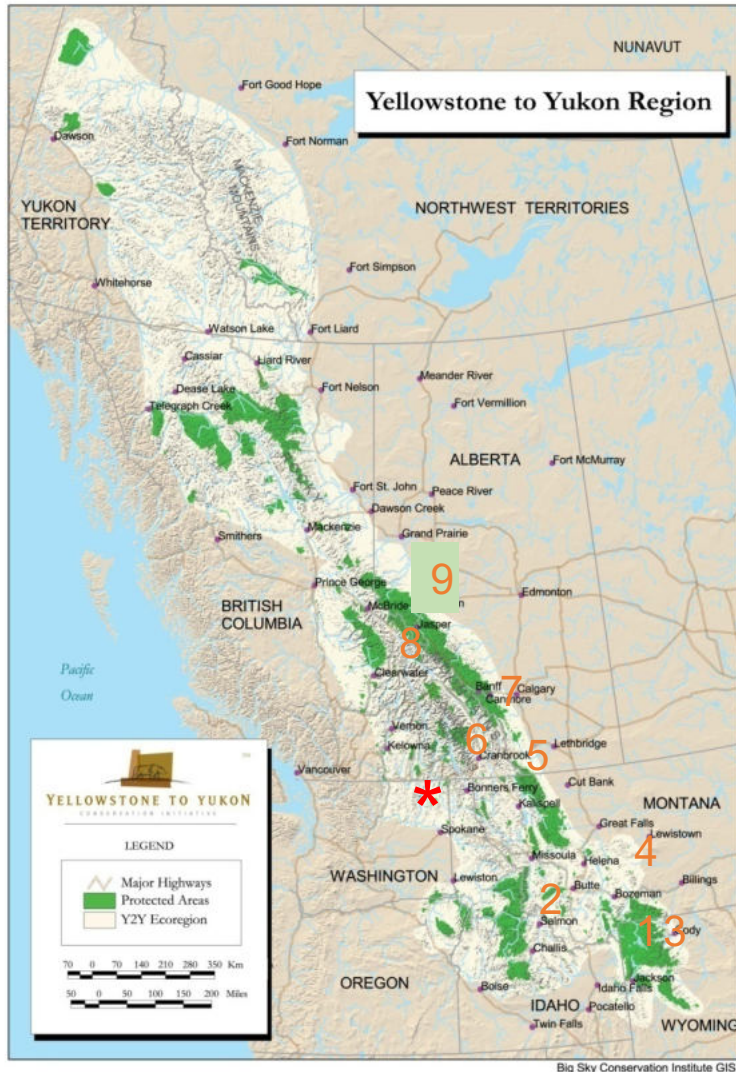 NUNAVUT
Yellowstone to Yukon Region
Fort Good Hope
Dawson
Fort Norman
MACKENZIE
MOUNTAINS
YUKON
TERRITORY
NORTHWEST TERRITORIES
Whitehorse
Fort Simpson
Watson Lake
Fort Liard
Cassiar
Liard River
Dease Lake
Fort Nelson
Meander River
Telegraph Creek
Fort Vermillion
ALBERTA
Fort McMurray
Fort St. John
Peace River
Dawson Creek
Smithers
Mackenzie
Grand Prairie
9
Prince George
Edmonton
BRITISH
COLUMBIA
McBride
Jasper
8
Pacific
Ocean
Clearwater
Banff
7
Calgary
Canmore
Vernon
6
Kelowna
Cranbrook
5
Lethbridge
Vancouver
*
Bonners Ferry
Cut Bank
Kalispell
MONTANA
Spokane
Great Falls
Lewistown
4
WASHINGTON
Missoula
Helena
Lewiston
Butte
Billings
2
Bozeman
Salmon
1
3
Cody
Challis
OREGON
Jackson
Boise
Idaho Falls
IDAHO
Pocatello
Twin Falls
WYOMING
YELLOWSTONE TO YUKON
CONSERVATION INITIATIVE
LEGEND
Major Highways
Protected Areas
Y2Y Ecoregion
70 0 70 140 210 280 350 Km
50 0 50 100 150 200 Miles
Big Sky Conservation Institute GIS